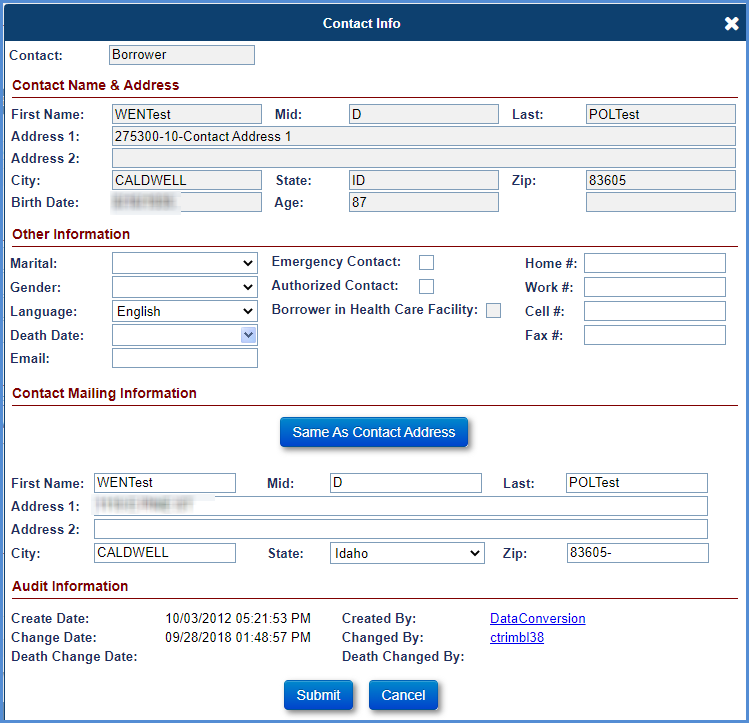 Contact Info
Contact: Borrower
Contact Name & Address
First Name: WENTest Mid: D Last: POLTest
Address 1: 275300-10-Contact Address 1
Address 2:
City: CALDWELL State: ID Zip: 83605
Birth Date: Age: 87
Other Information
Marital: Emergency Contact: Home #:
Gender: Authorized Contact: Work #:
Language: English Borrower in Health Care Facility: Cell #:
Death Date: Fax #:
Email:
Contact Mailing Information
Same As Contact Address
First Name: WENTest Mid: D Last: POLTest
Address 1:
Address 2:
City: CALDWELL State: Idaho Zip: 83605-
Audit Information
Create Date: 10/03/2012 05:21:53 PM Created By: DataConversion
Change Date: 09/28/2018 01:48:57 PM Changed By: ctrimbl38
Death Change Date: Death Changed By:
Submit Cancel